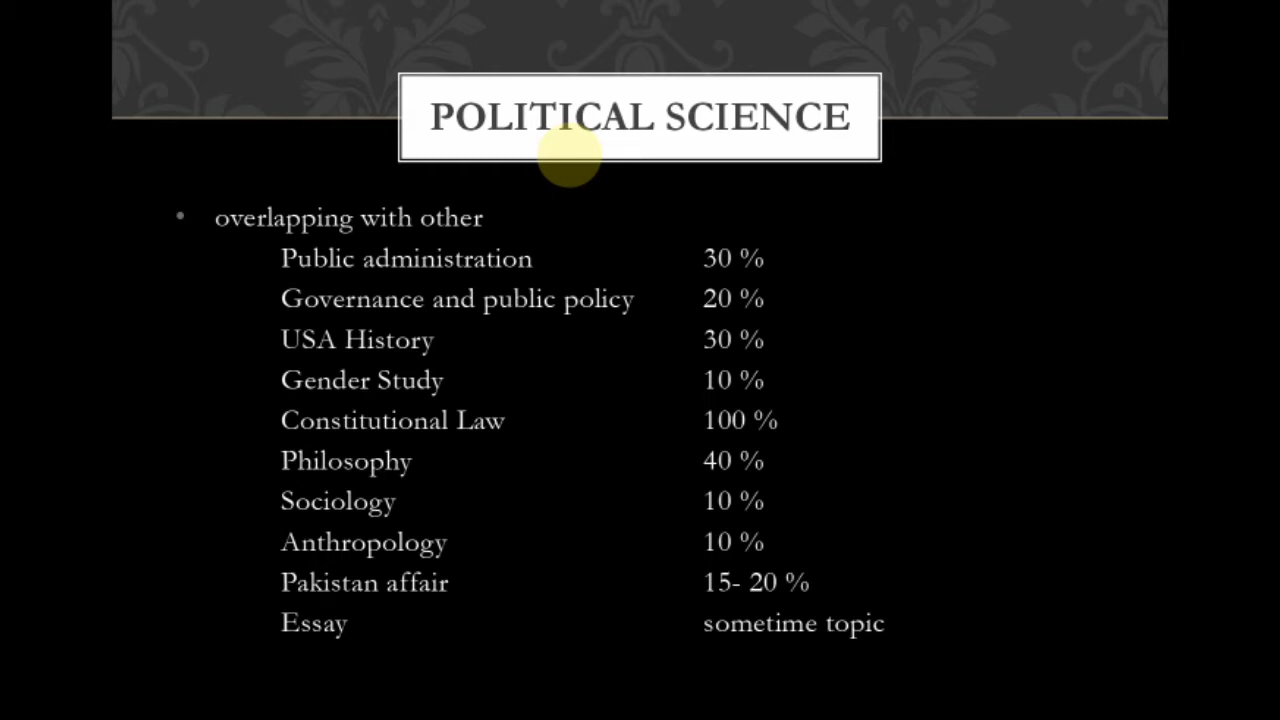 POLITICAL SCIENCE
• overlapping with other
Public administration 30 %
Governance and public policy 20 %
USA History 30 %
Gender Study 10 %
Constitutional Law 100 %
Philosophy 40 %
Sociology 10 %
Anthropology 10 %
Pakistan affair 15- 20 %
Essay sometime topic